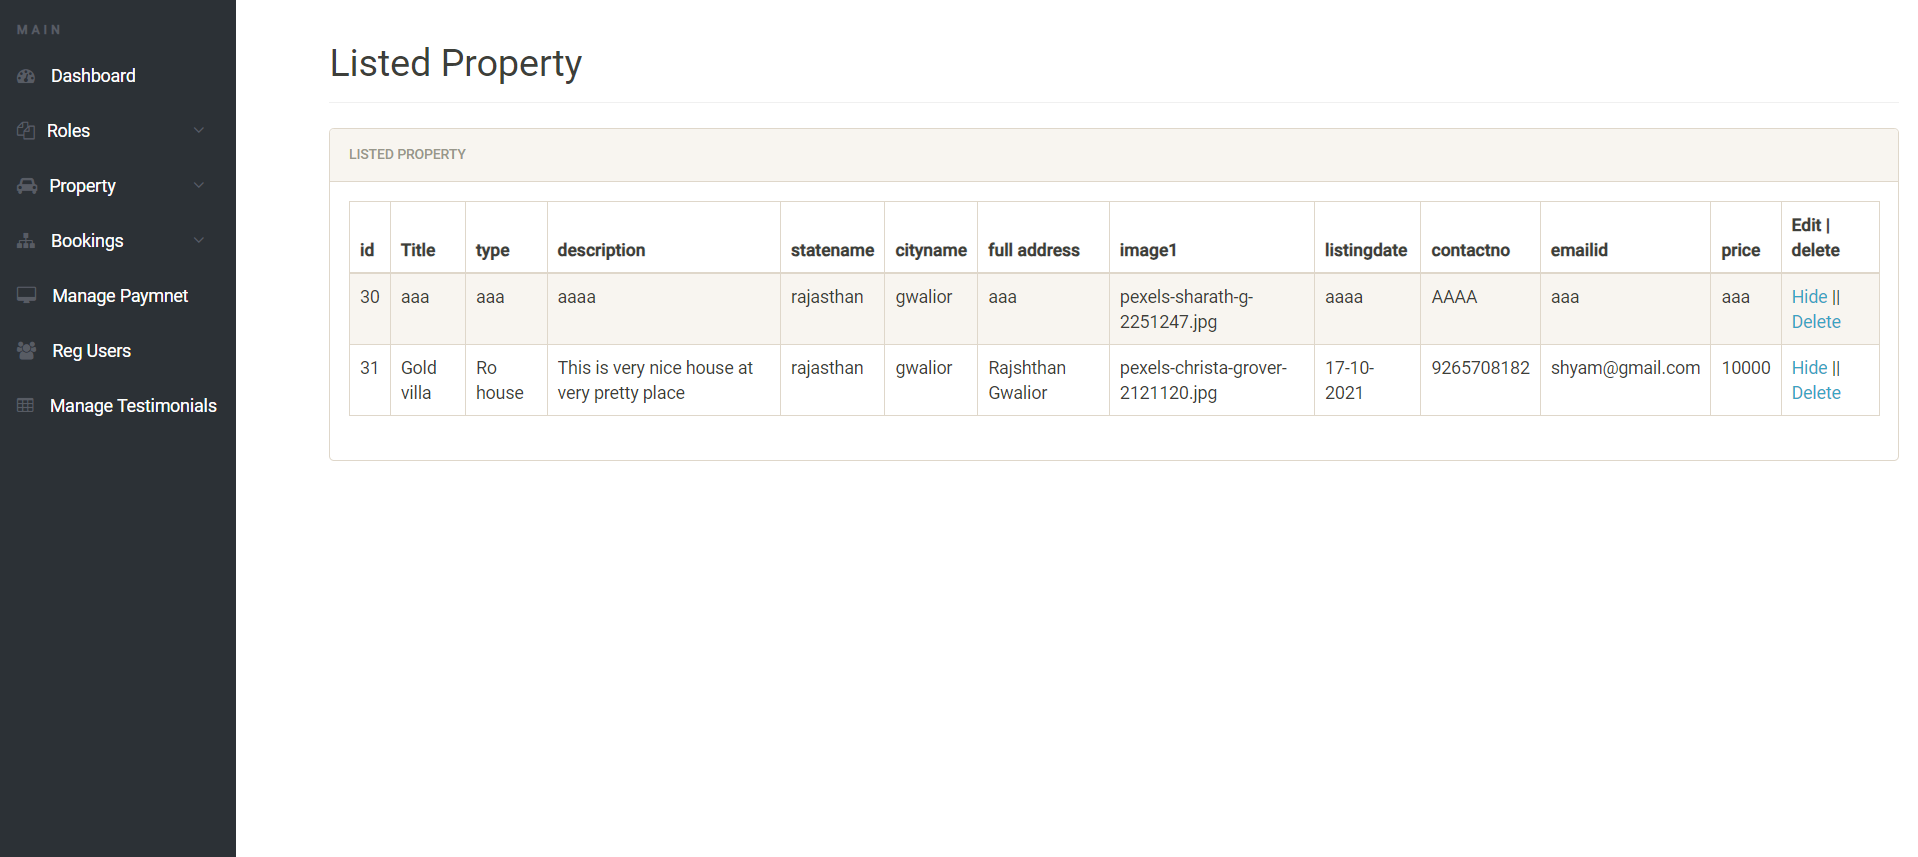 MAIN
Dashboard
Roles
Property
Bookings
Manage Paymnet
Reg Users
Manage Testimonials
Listed Property
LISTED PROPERTY
id Title type description statename cityname full address image1 listingdate contactno emailid price Edit | delete
30 aaa aaa aaaa rajasthan gwalior aaa pexels-sharath-g-2251247.jpg aaaa AAAA aaa aaa Hide || Delete
31 Gold villa Ro house This is very nice house at very pretty place rajasthan gwalior Rajshthan Gwalior pexels-christa-grover-2121120.jpg 17-10-2021 9265708182 shyam@gmail.com 10000 Hide || Delete